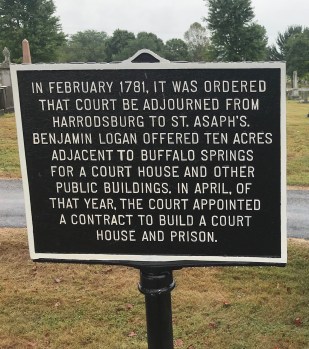 IN FEBRUARY 1781, IT WAS ORDERED
THAT COURT BE ADJOURNED FROM
HARRODSBURG TO ST. ASAPH'S.
BENJAMIN LOGAN OFFERED TEN ACRES
ADJACENT TO BUFFALO SPRINGS
FOR A COURT HOUSE AND OTHER
PUBLIC BUILDINGS. IN APRIL, OF
THAT YEAR, THE COURT APPOINTED
A CONTRACT TO BUILD A COURT
HOUSE AND PRISON.